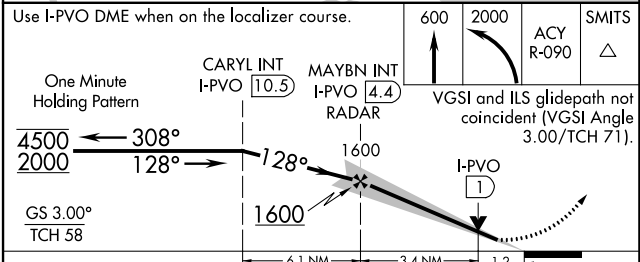 Use I-PVO DME when on the localizer course.
600
2000
ACY
R-090
SMITS
CARYL INT
I-PVO 10.5
MAYBN INT
I-PVO 4.4
RADAR
One Minute
Holding Pattern
VGSI and ILS glidepath not
coincident (VGSI Angle
3.00/TCH 71).
4500
2000
308°
128°
128°
1600
I-PVO
1
1600
GS 3.00°
TCH 58
6.1 NM
3.4 NM
1.2